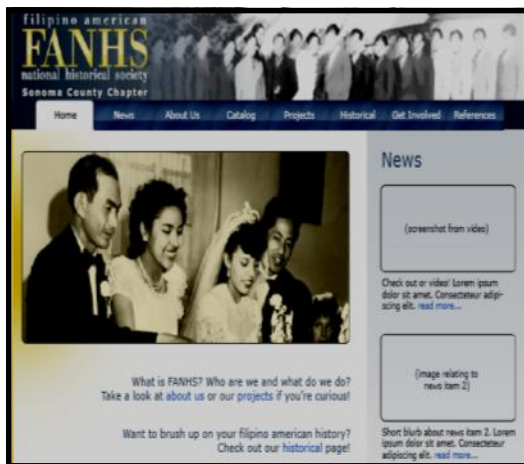 filipino american
FANHS
national historical society
Sonoma County Chapter
Home News About Us Catalog Projects Historical Get Involved References
News
(screenshot from video)
Check out or video! Lorem ipsum
dolor sit amet. Consecteteur adipi-
scing elit. read more...
(image relating to
news item 2)
Short blurb about news item 2. Lorem
ipsum dolor sit amet. Consecteteur
adipiscing elit. read more...
What is FANHS? Who are we and what do we do?
Take a look at about us or our projects if you're curious!
Want to brush up on your filipino american history?
Check out our historical page!